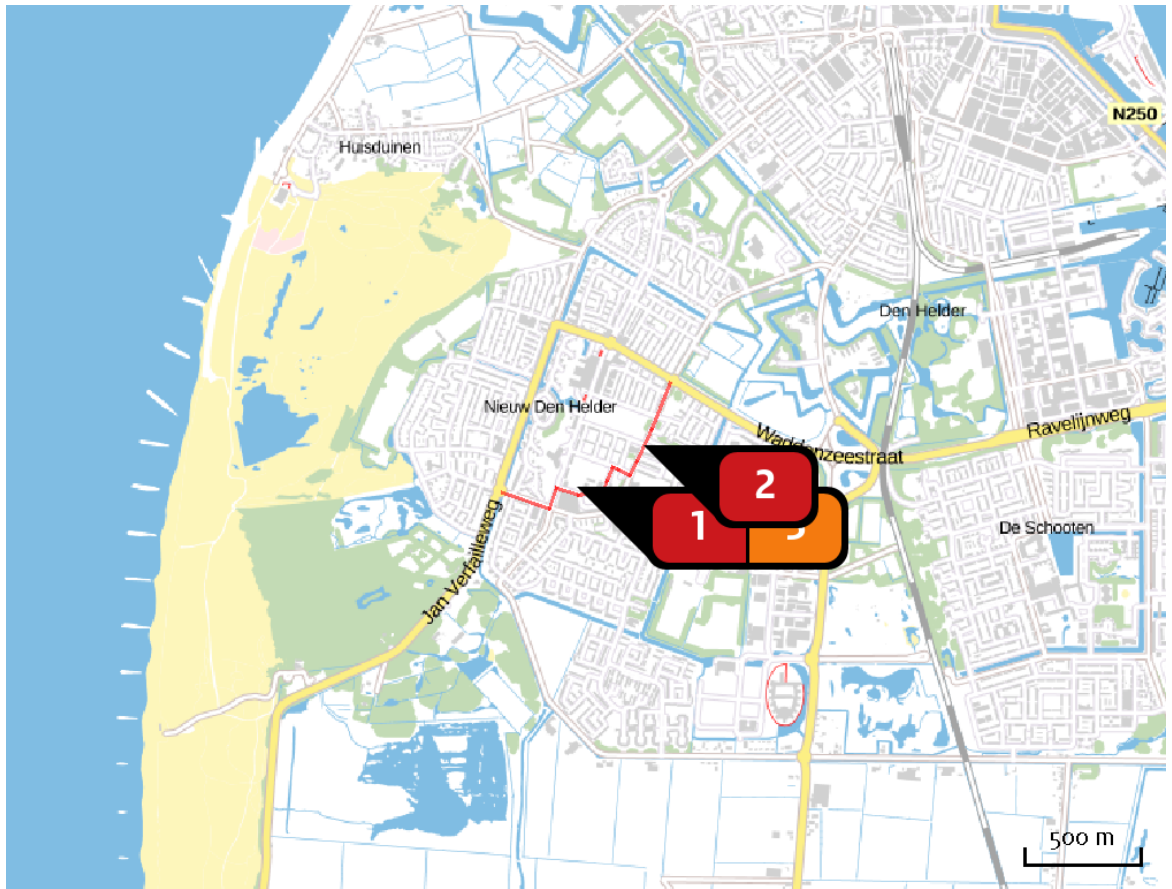 N250
Huisduinen
Den Helder
Nieuw Den Helder
Waddenzeestraat
Ravelijnweg
2
1
De Schooten
Jan Verfailleweg
500 m